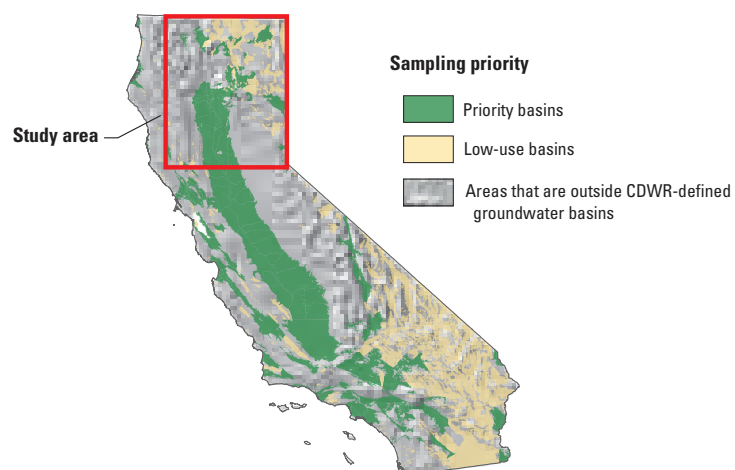 Sampling priority
Priority basins
Study area
Low-use basins
Areas that are outside CDWR-defined
groundwater basins